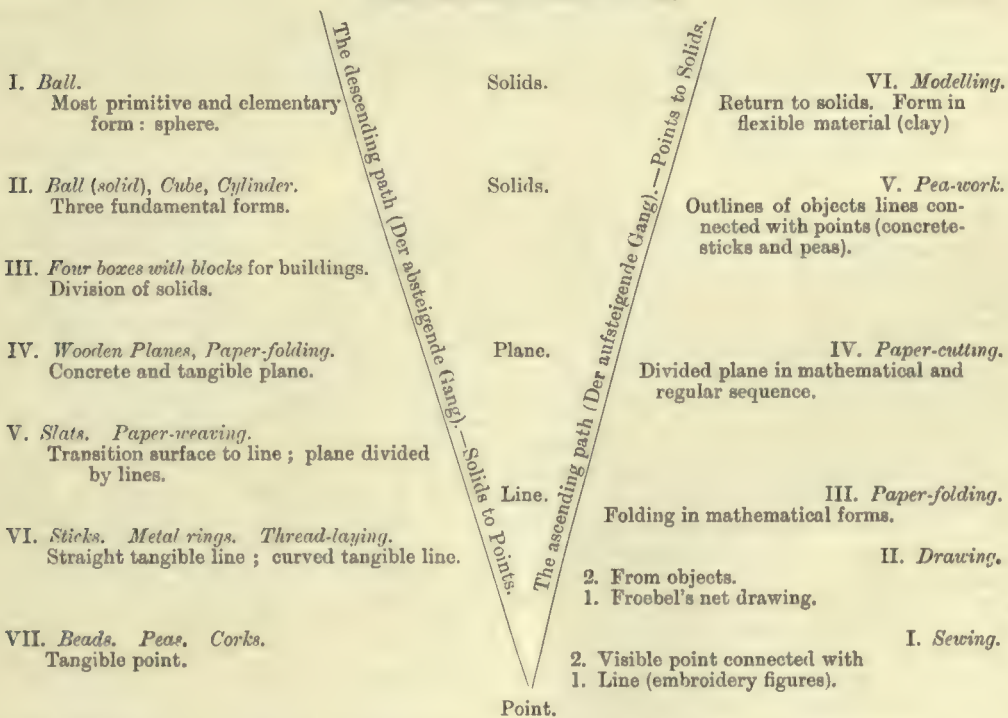 I. Ball.
Most primitive and elementary
form : sphere.
II. Ball (solid), Cube, Cylinder.
Three fundamental forms.
III. Four boxes with blocks for buildings.
Division of solids.
IV. Wooden Planes, Paper-folding.
Concrete and tangible plane.
V. Slats. Paper-weaving.
Transition surface to line ; plane divided
by lines.
VI. Sticks. Metal rings. Thread-laying.
Straight tangible line ; curved tangible line.
VII. Beads. Peas. Corks.
Tangible point.
The descending path (Der absteigende Gang).—Solids to Points.
Solids.
Solids.
Plane.
Line.
Point.
The ascending path (Der aufsteigende Gang).—Points to Solids.
VI. Modelling.
Return to solids. Form in
flexible material (clay)
V. Pea-work.
Outlines of objects lines con-
nected with points (concrete-
sticks and peas).
IV. Paper-cutting.
Divided plane in mathematical and
regular sequence.
III. Paper-folding.
Folding in mathematical forms.
II. Drawing.
2. From objects.
1. Froebel's net drawing.
I. Sewing.
2. Visible point connected with
1. Line (embroidery figures).